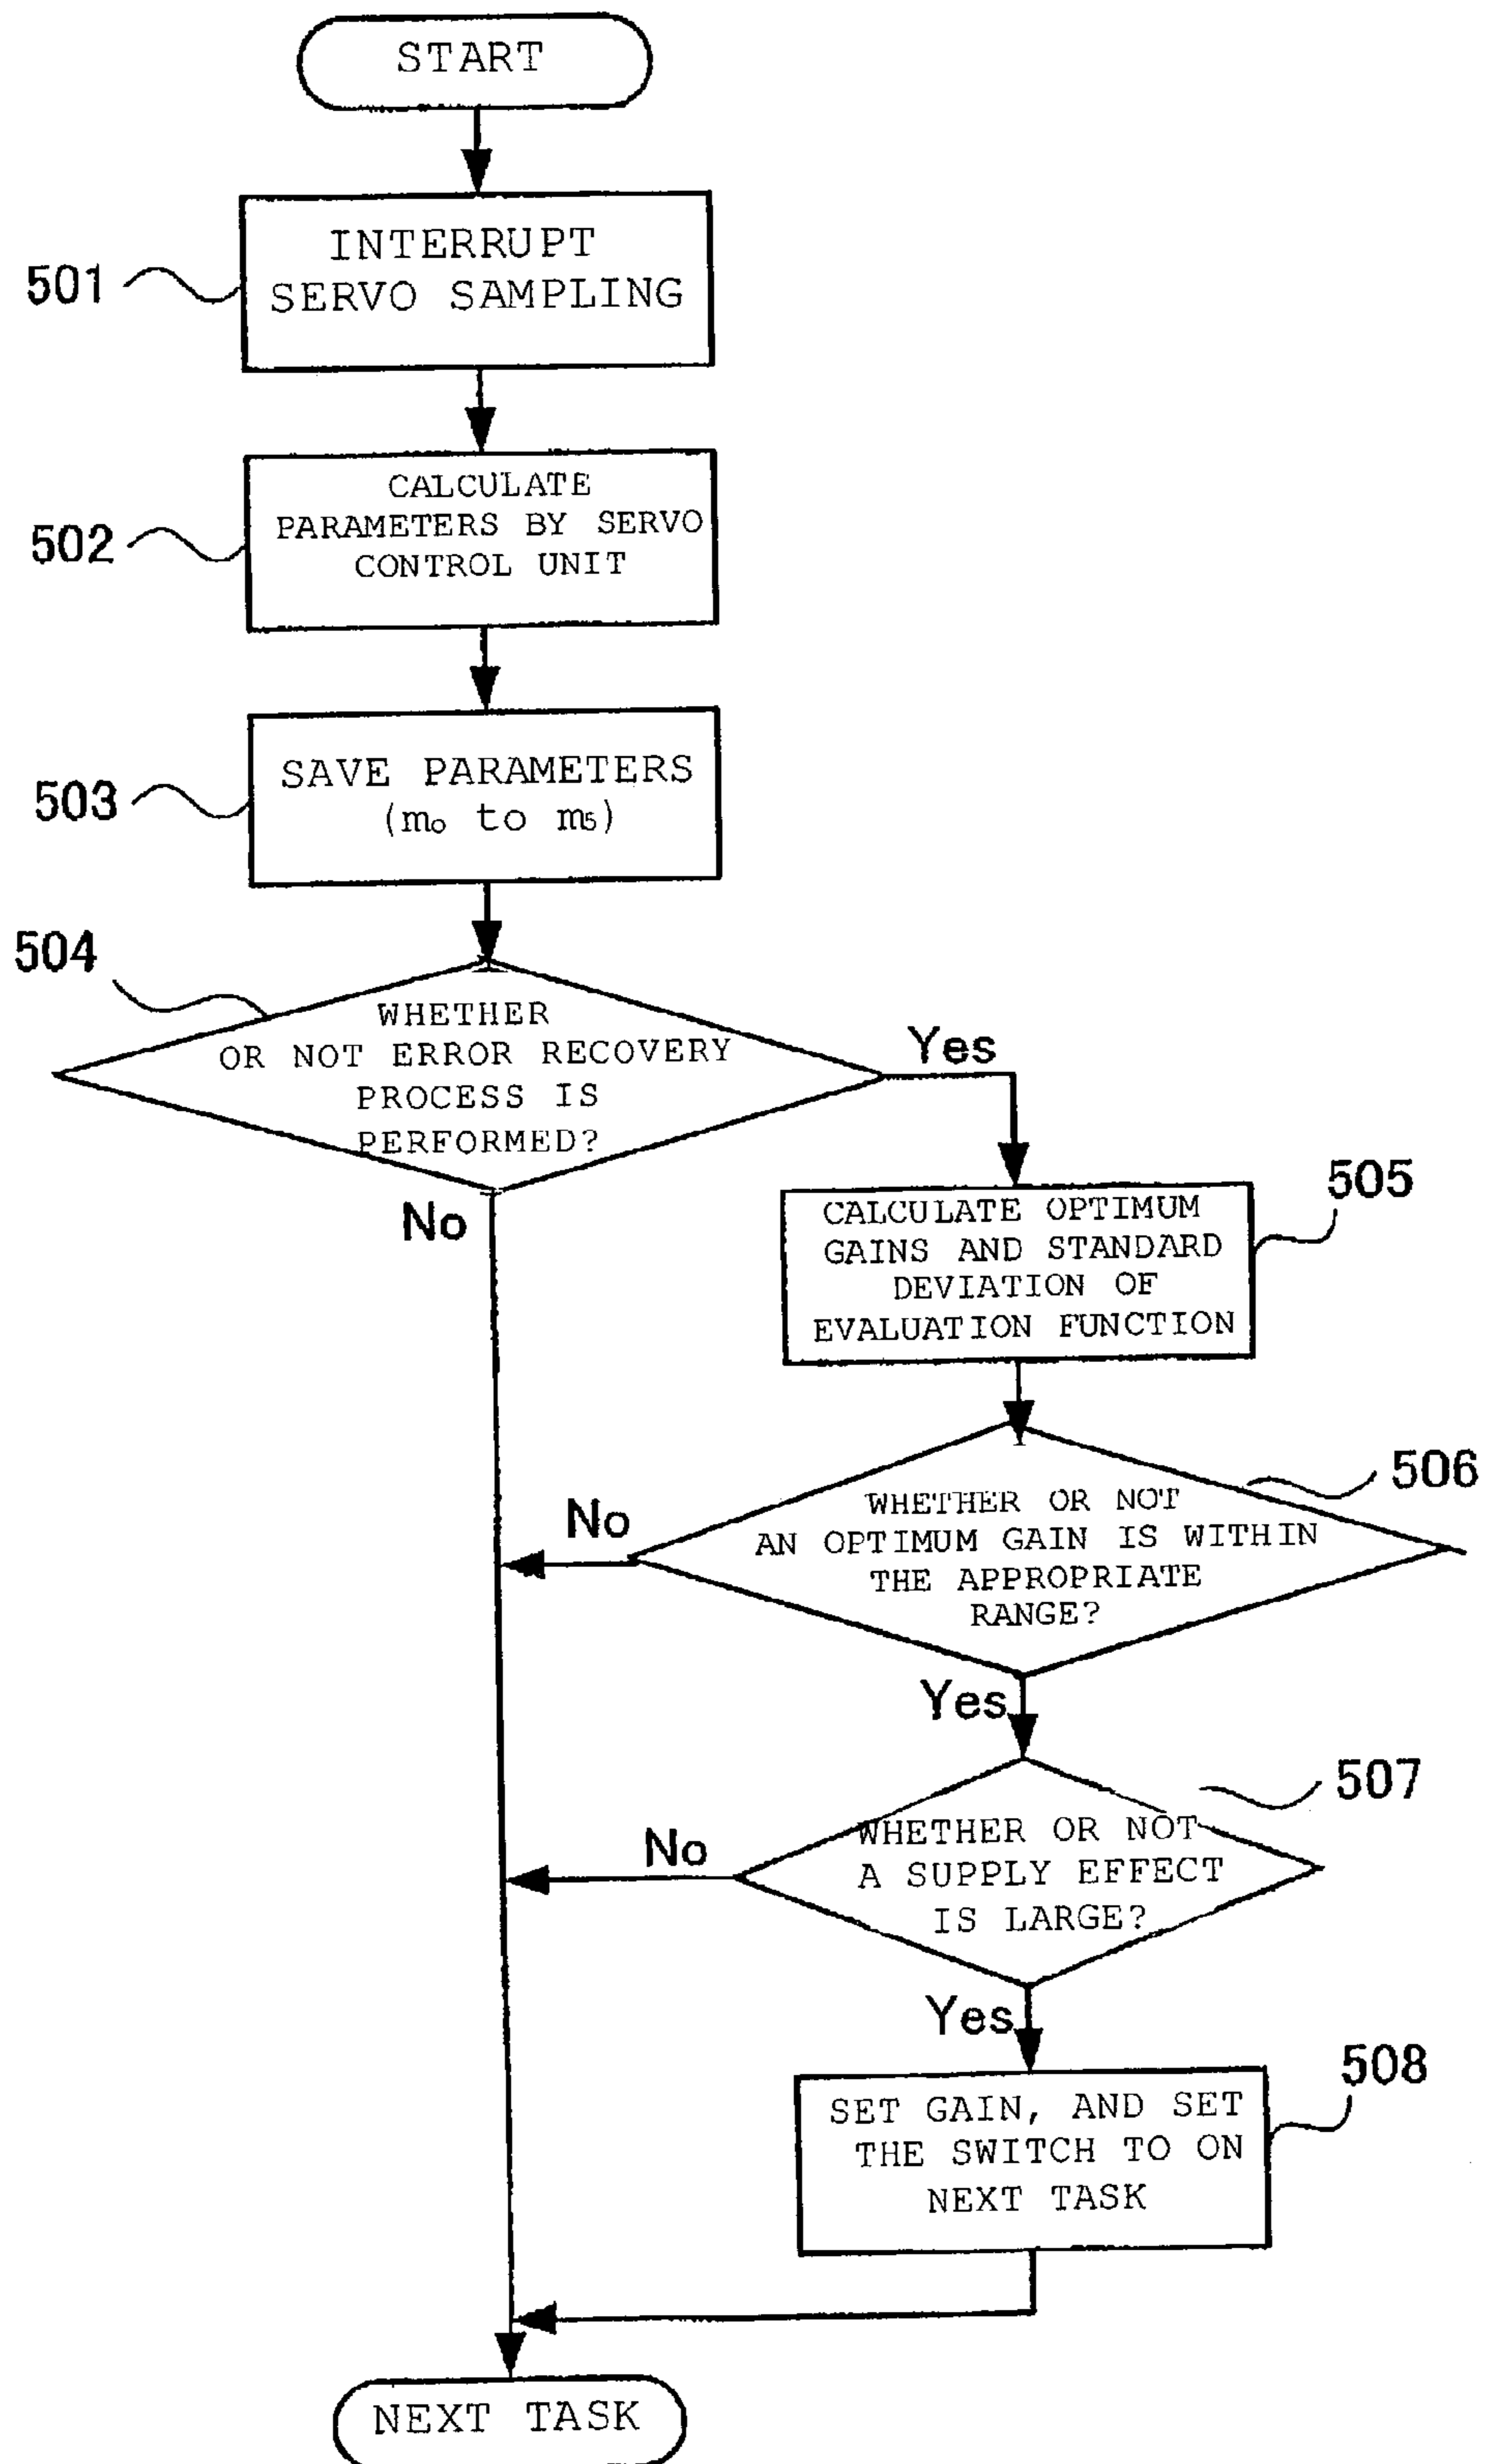 START
501
INTERRUPT
SERVO SAMPLING
502
CALCULATE
PARAMETERS BY SERVO
CONTROL UNIT
503
SAVE PARAMETERS
(m₀ to m₅)
504
WHETHER
OR NOT ERROR RECOVERY
PROCESS IS
PERFORMED?
Yes
No
505
CALCULATE OPTIMUM
GAINS AND STANDARD
DEVIATION OF
EVALUATION FUNCTION
506
WHETHER OR NOT
AN OPTIMUM GAIN IS WITHIN
THE APPROPRIATE
RANGE?
No
Yes
507
WHETHER OR NOT
A SUPPLY EFFECT
IS LARGE?
No
Yes
508
SET GAIN, AND SET
THE SWITCH TO ON
NEXT TASK
NEXT TASK